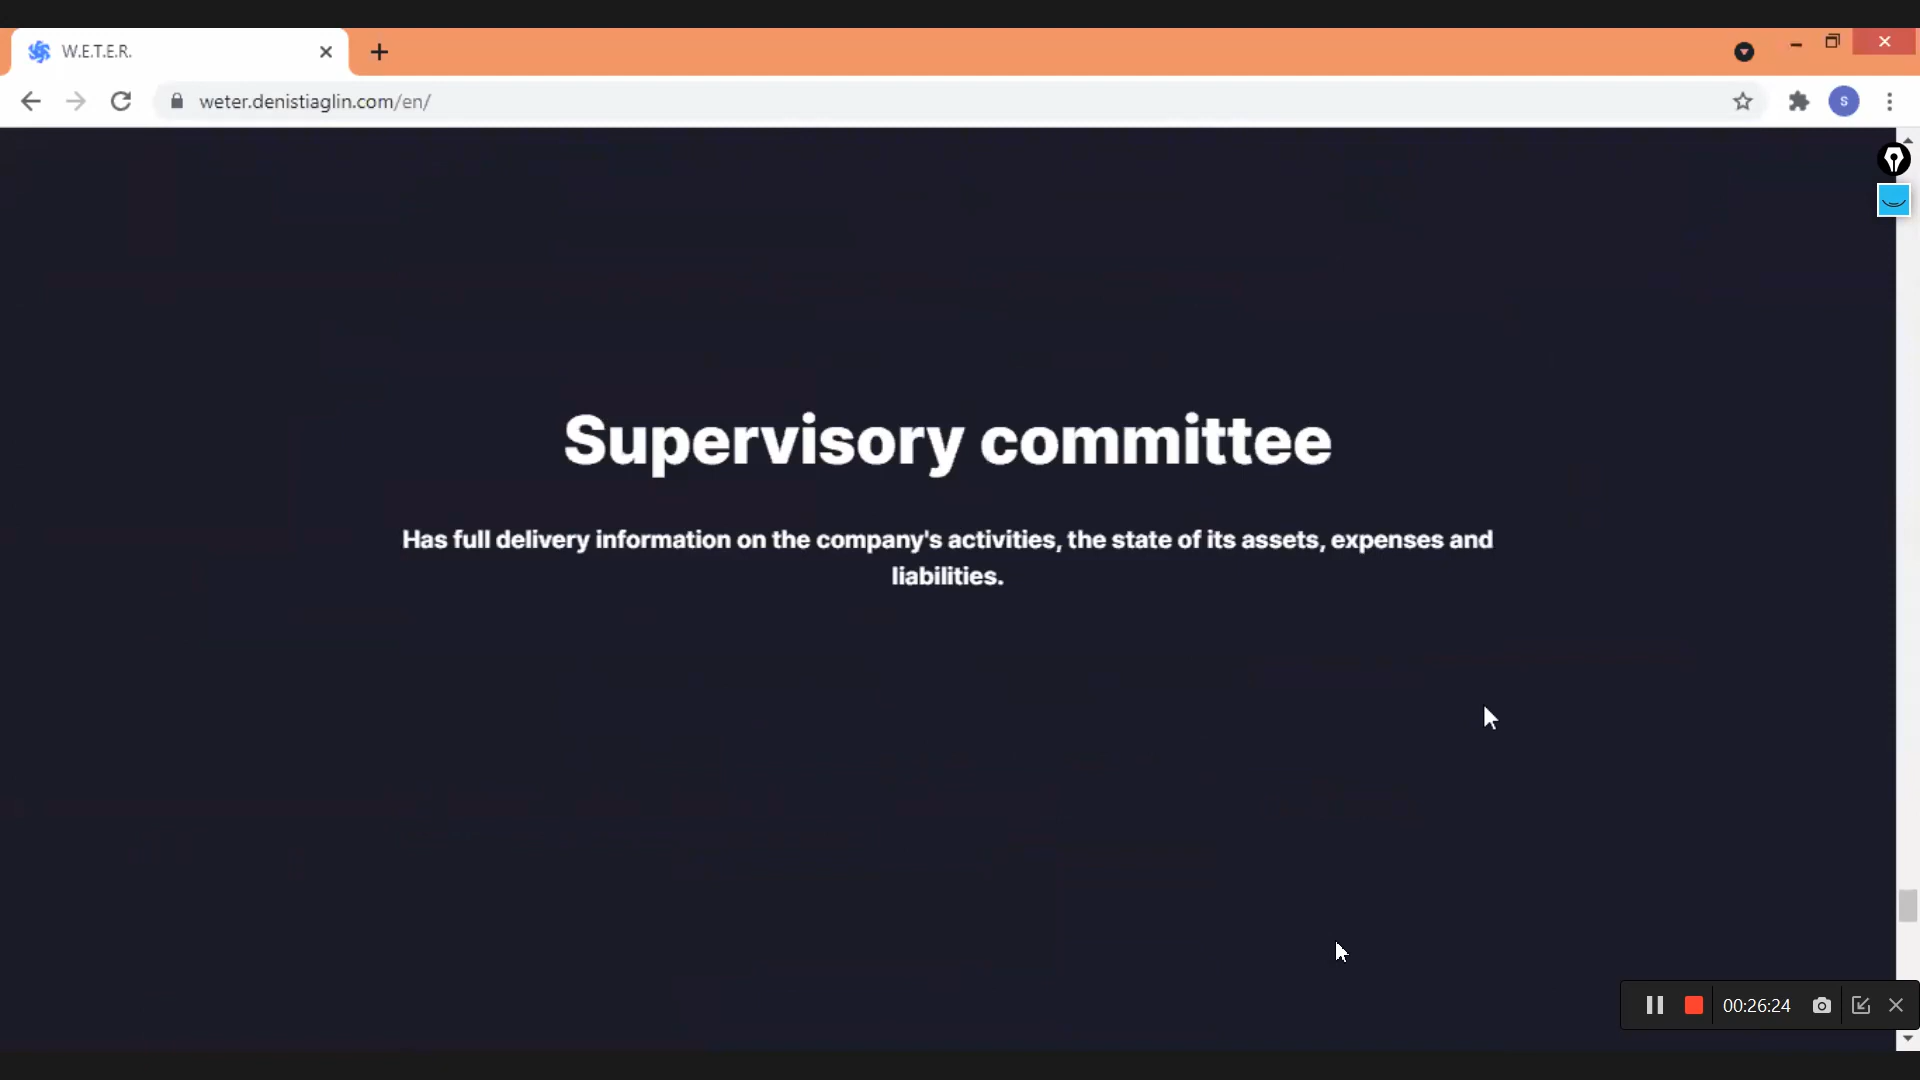 W.E.T.E.R.
weter.denistiaglin.com/en/
S
Supervisory committee
Has full delivery information on the company's activities, the state of its assets, expenses and
liabilities.
00:26:24